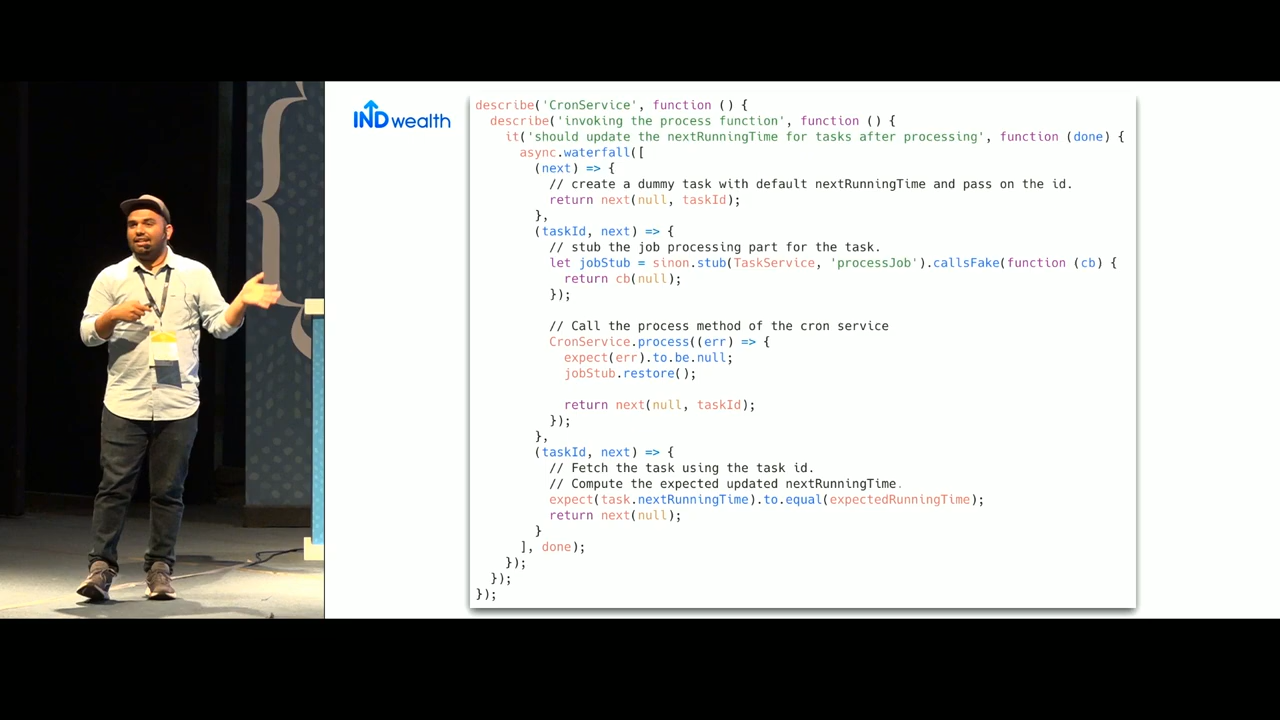 INDwealth
describe('CronService', function () {
describe('invoking the process function', function () {
it('should update the nextRunningTime for tasks after processing', function (done) {
async.waterfall([
(next) => {
// create a dummy task with default nextRunningTime and pass on the id.
return next(null, taskId);
},
(taskId, next) => {
// stub the job processing part for the task.
let jobStub = sinon.stub(TaskService, 'processJob').callsFake(function (cb) {
return cb(null);
});
// Call the process method of the cron service
CronService.process((err) => {
expect(err).to.be.null;
jobStub.restore();
return next(null, taskId);
});
},
(taskId, next) => {
// Fetch the task using the task id.
// Compute the expected updated nextRunningTime.
expect(task.nextRunningTime).to.equal(expectedRunningTime);
return next(null);
}
], done);
});
});
});